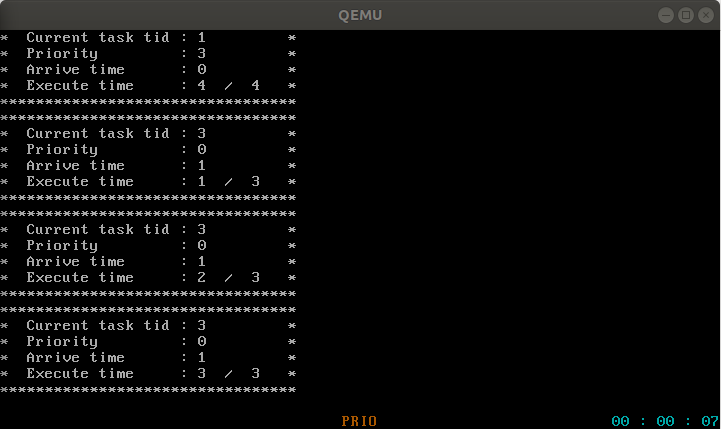 QEMU
*  Current task tid : 1         *
*  Priority         : 3         *
*  Arrive time      : 0         *
*  Execute time     : 4  /  4   *
*********************************
*********************************
*  Current task tid : 3         *
*  Priority         : 0         *
*  Arrive time      : 1         *
*  Execute time     : 1  /  3   *
*********************************
*********************************
*  Current task tid : 3         *
*  Priority         : 0         *
*  Arrive time      : 1         *
*  Execute time     : 2  /  3   *
*********************************
*********************************
*  Current task tid : 3         *
*  Priority         : 0         *
*  Arrive time      : 1         *
*  Execute time     : 3  /  3   *
*********************************
PRIO 00 : 00 : 07